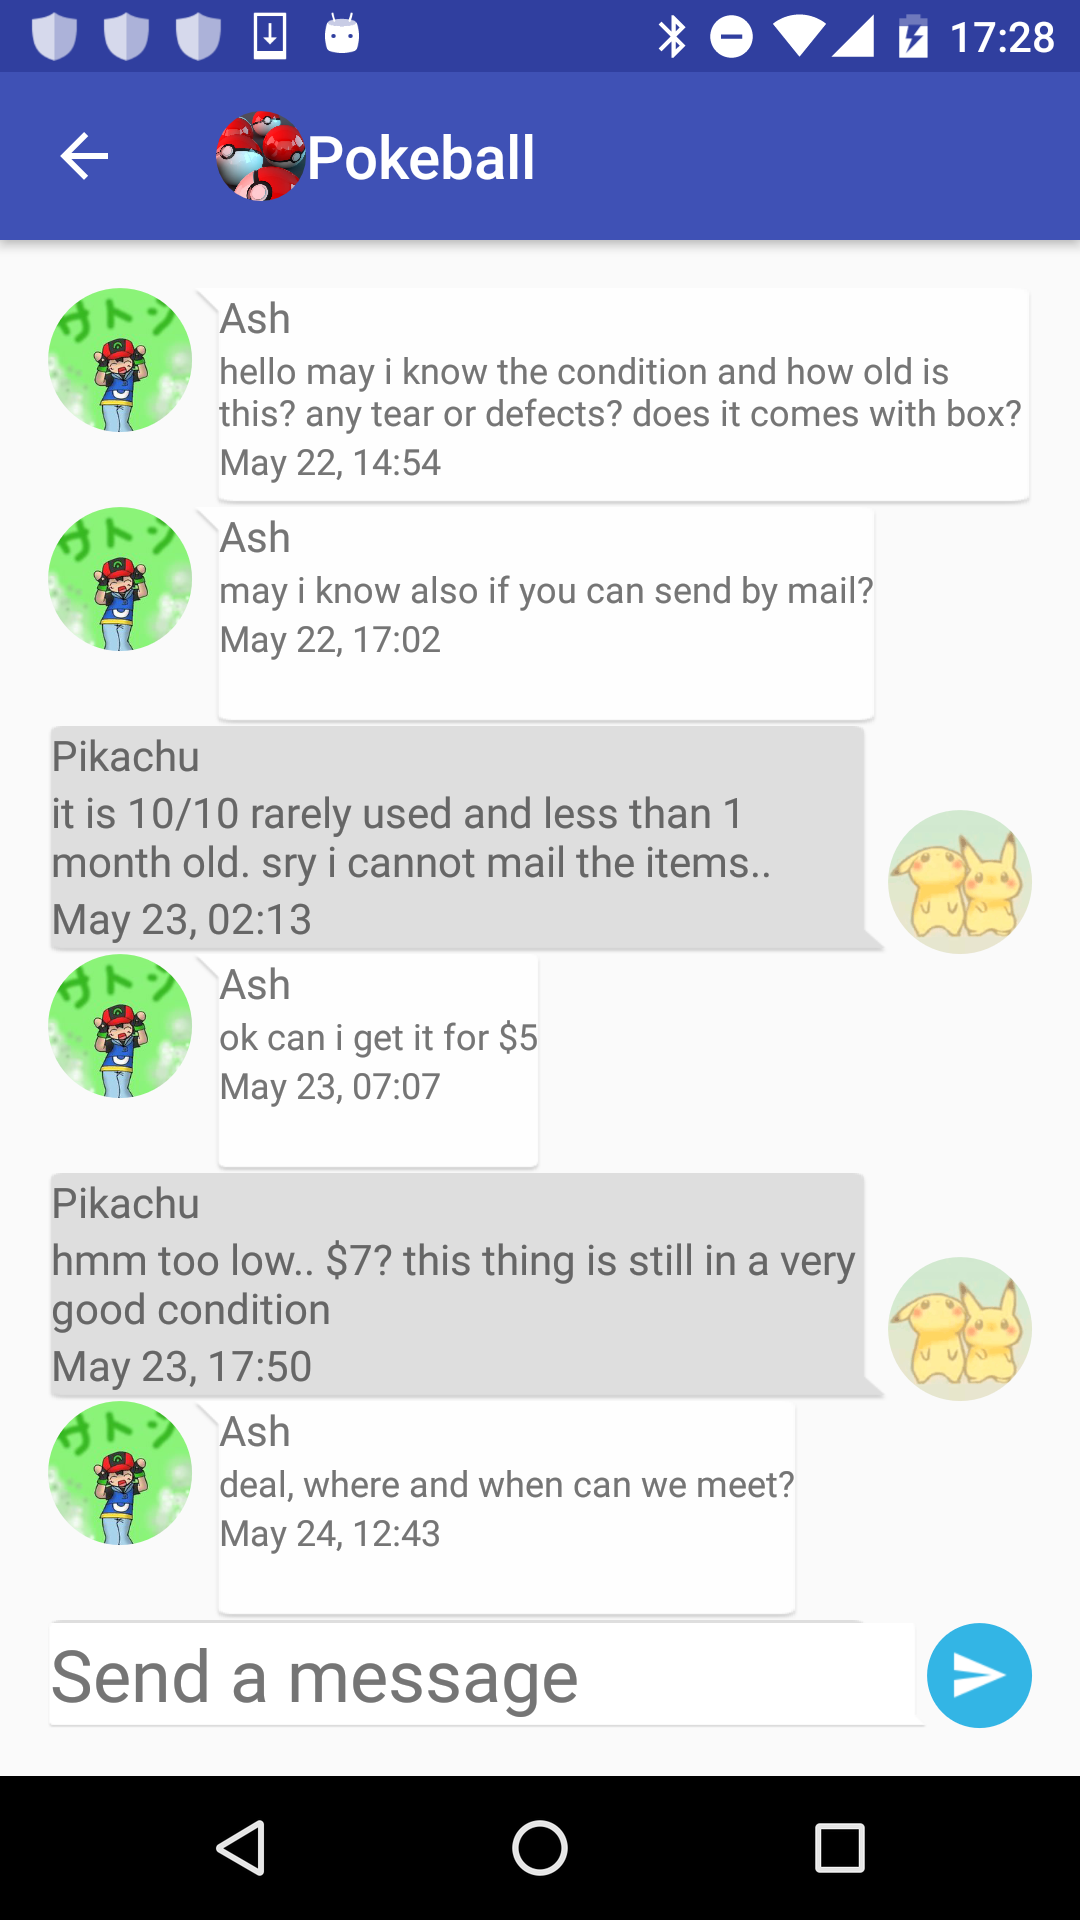 17:28
Pokeball
Ash
hello may i know the condition and how old is
this? any tear or defects? does it comes with box?
May 22, 14:54
Ash
may i know also if you can send by mail?
May 22, 17:02
Pikachu
it is 10/10 rarely used and less than 1
month old. sry i cannot mail the items..
May 23, 02:13
Ash
ok can i get it for $5
May 23, 07:07
Pikachu
hmm too low.. $7? this thing is still in a very
good condition
May 23, 17:50
Ash
deal, where and when can we meet?
May 24, 12:43
Send a message